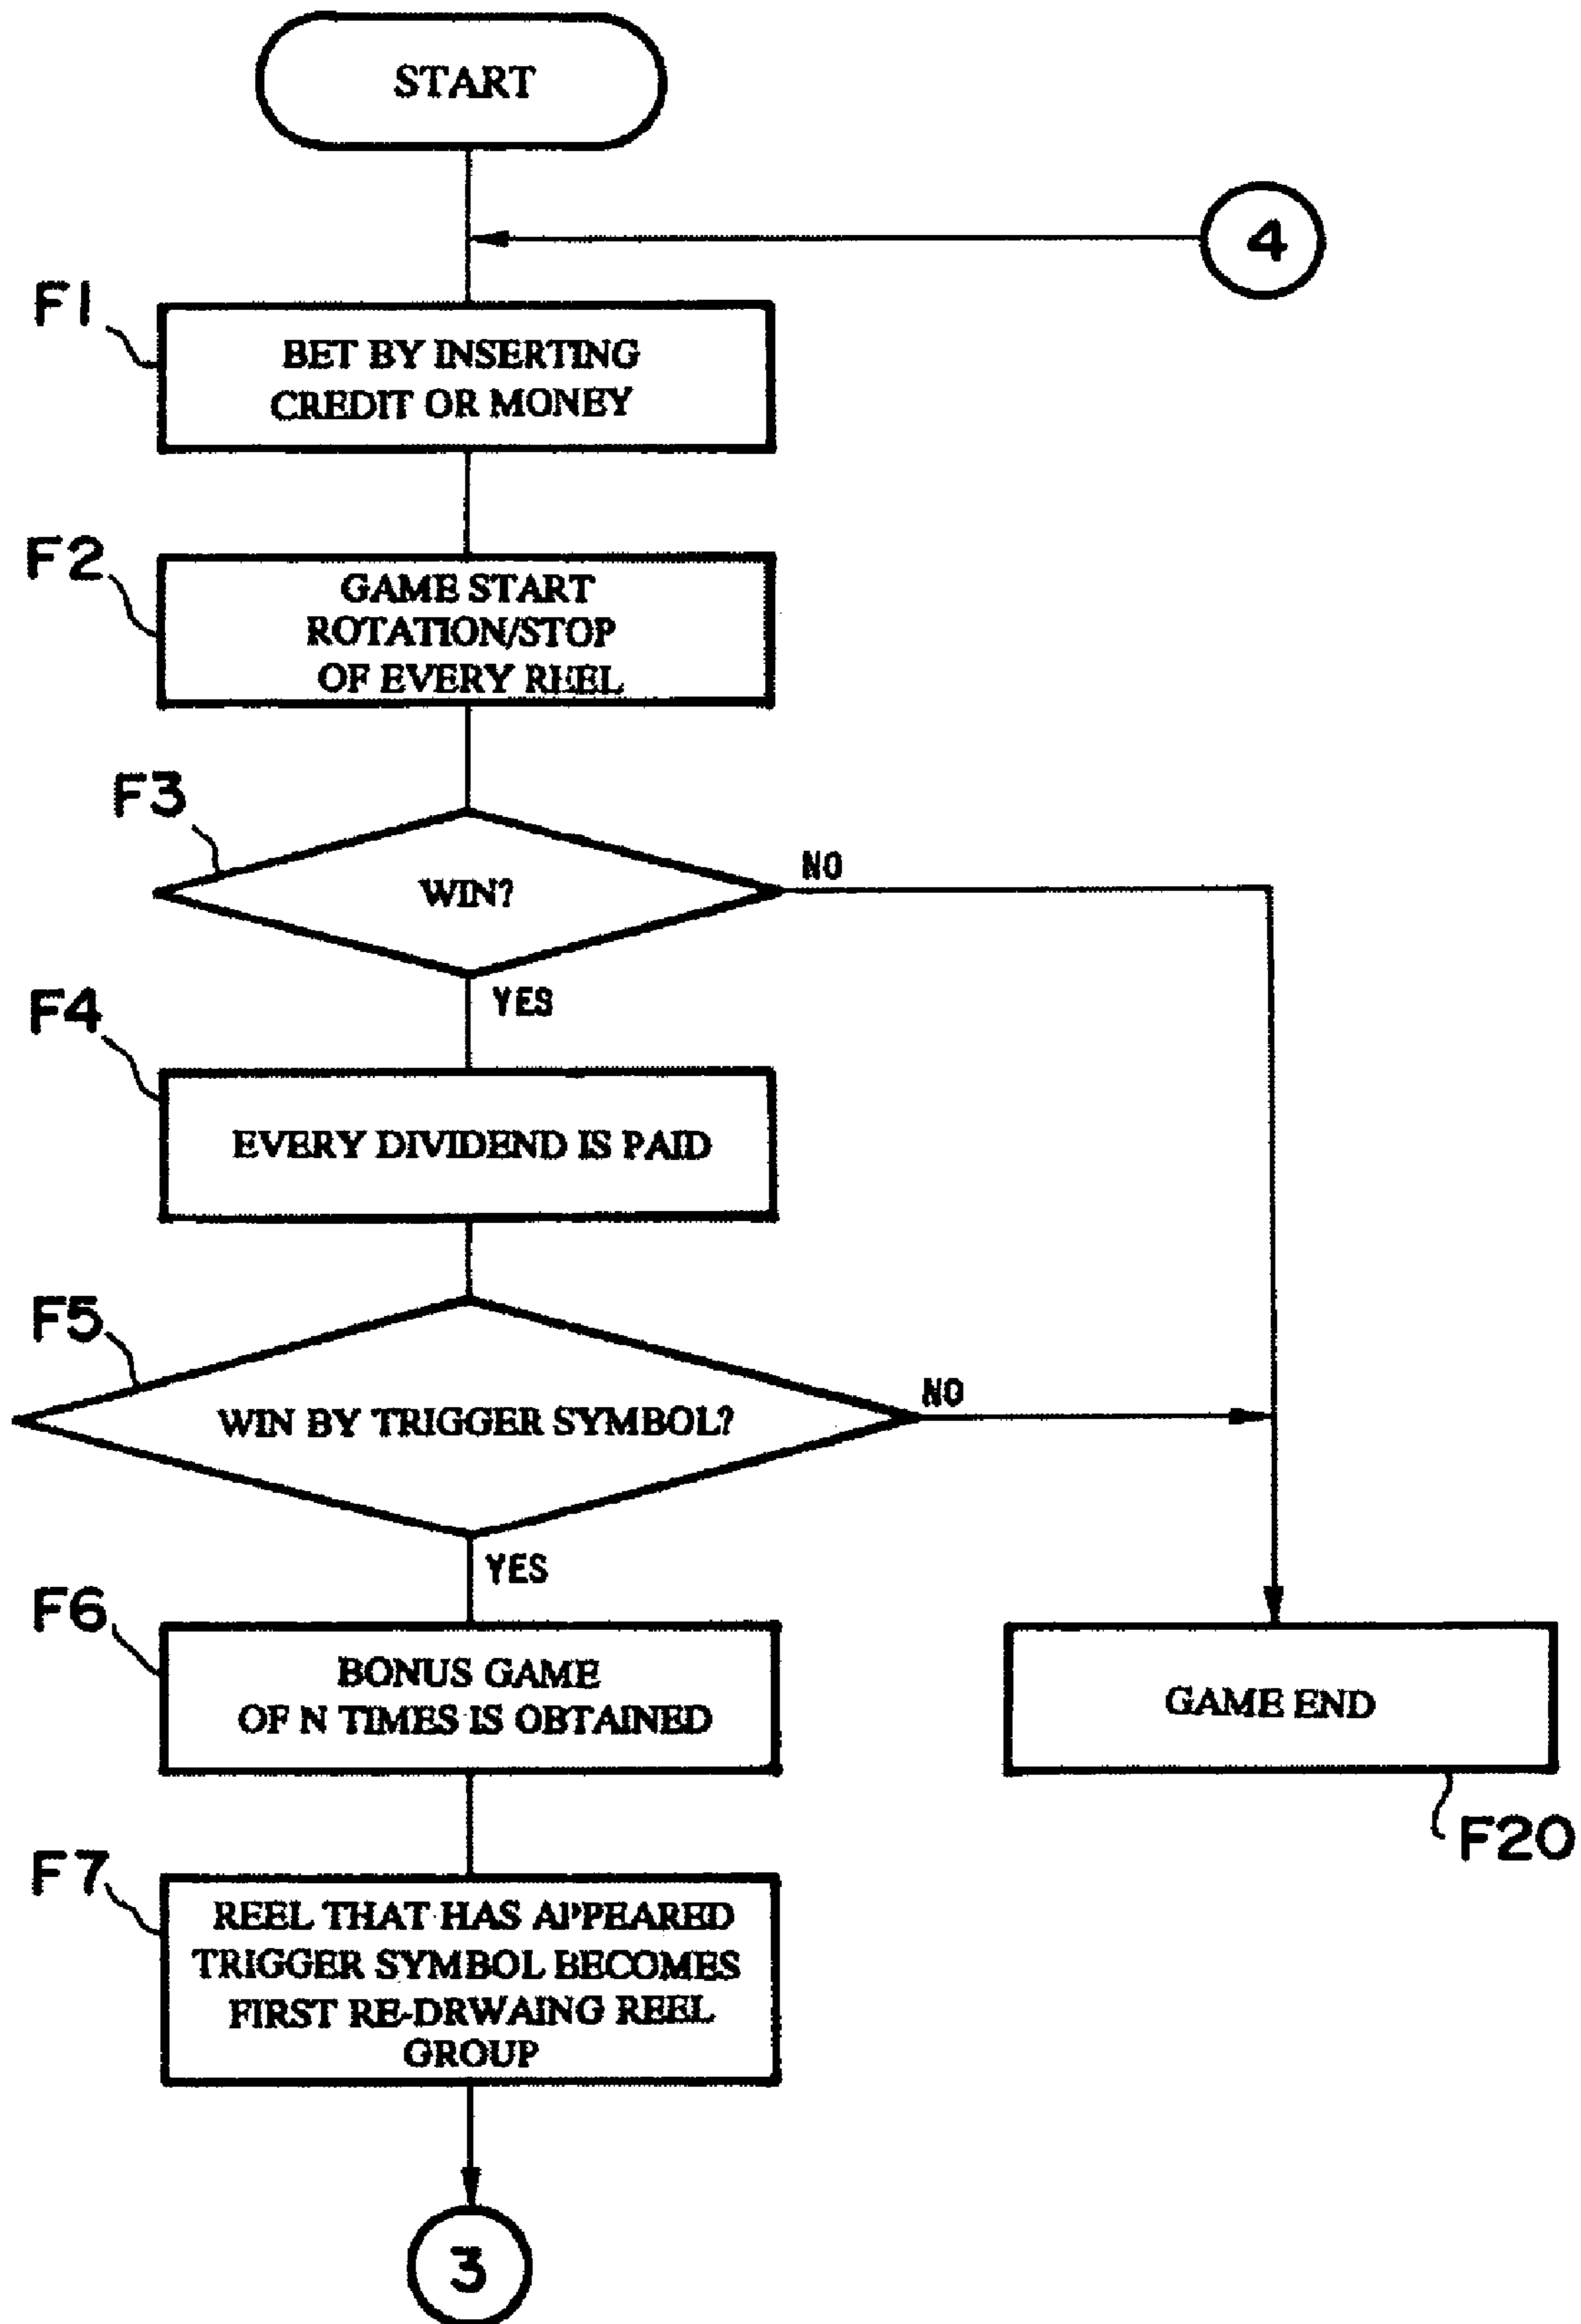 START
4
F1
BET BY INSERTING
CREDIT OR MONEY
F2
GAME START
ROTATION/STOP
OF EVERY REEL
F3
WIN?
NO
YES
F4
EVERY DIVIDEND IS PAID
F5
WIN BY TRIGGER SYMBOL?
NO
YES
F6
BONUS GAME
OF N TIMES IS OBTAINED
GAME END
F20
F7
REEL THAT HAS APPEARED
TRIGGER SYMBOL BECOMES
FIRST RE-DRWAING REEL
GROUP
3